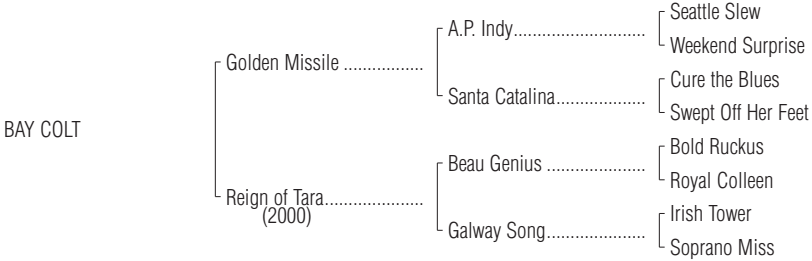 Seattle Slew
A.P. Indy..........................
Weekend Surprise
Golden Missile ................
Cure the Blues
Santa Catalina..................
Swept Off Her Feet
BAY COLT
Bold Ruckus
Beau Genius ....................
Royal Colleen
Reign of Tara....................
(2000)
Irish Tower
Galway Song....................
Soprano Miss